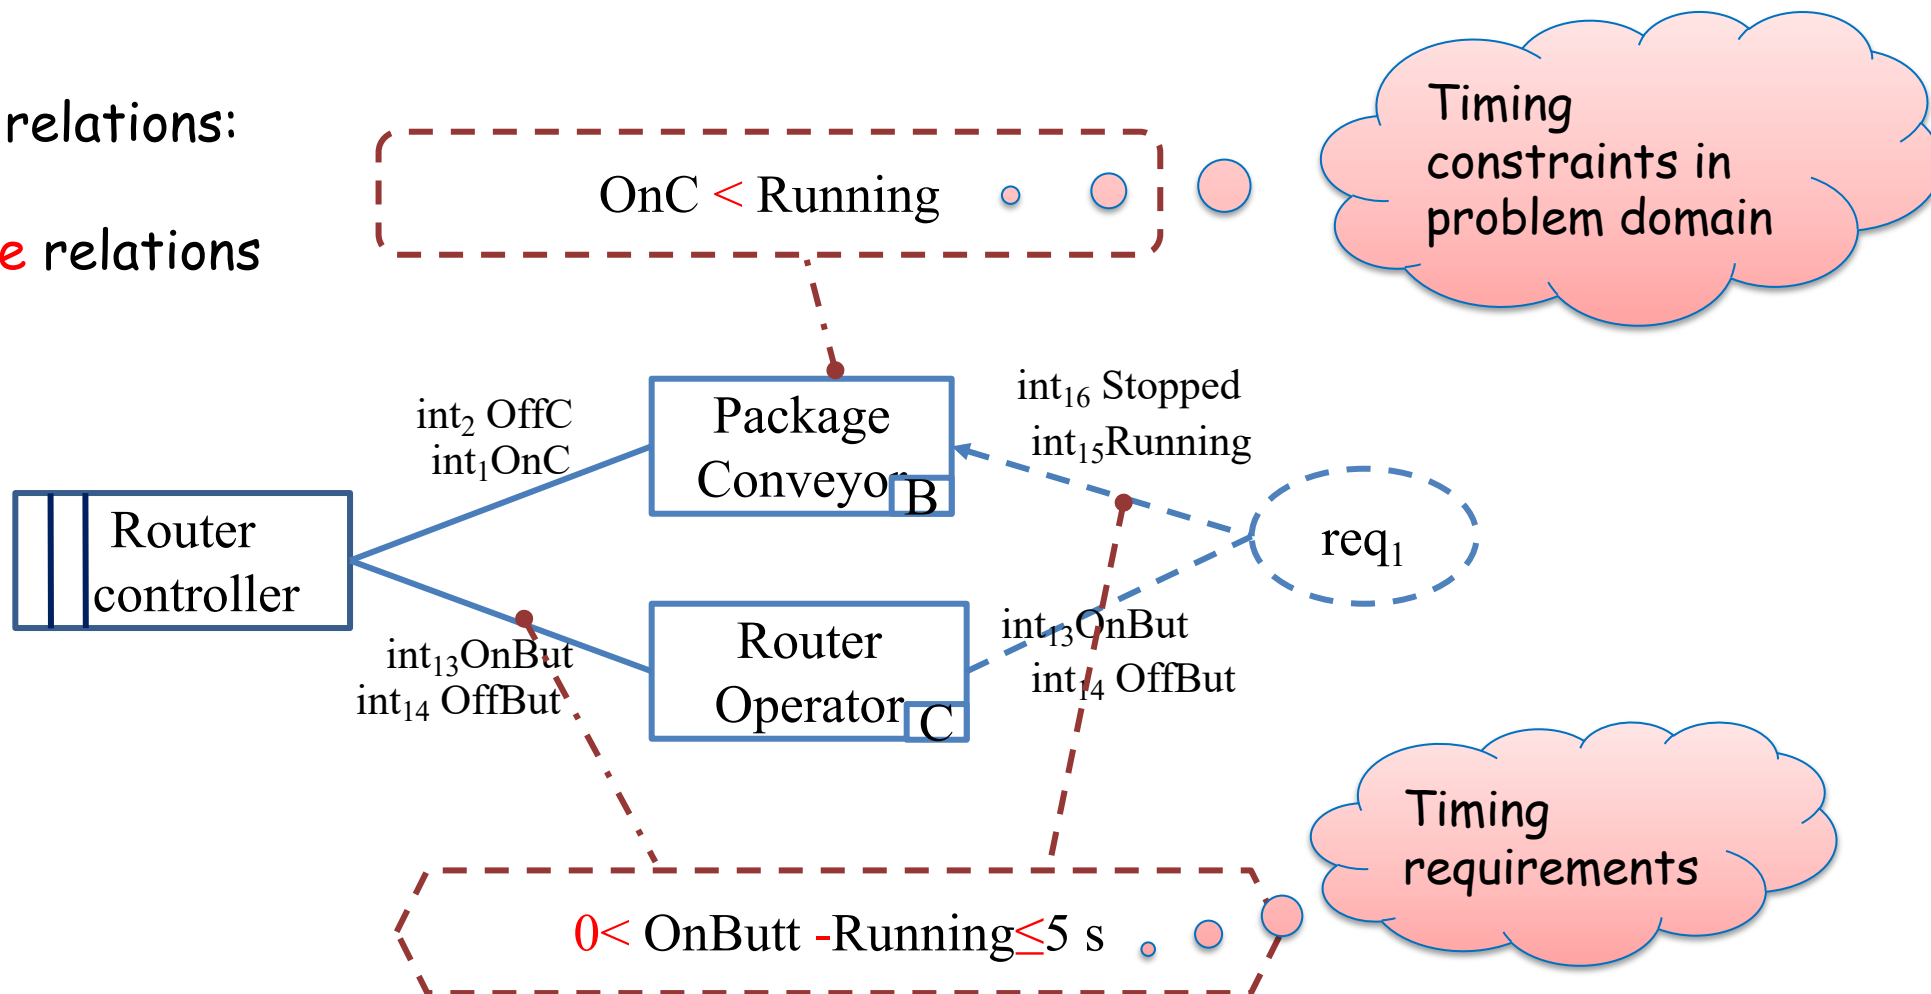 relations:
e relations
OnC < Running
Timing
constraints in
problem domain
int₂ OffC
int₁OnC
Package
Conveyor
B
int₁₆ Stopped
int₁₅Running
Router
controller
req₁
int₁₃OnBut
int₁₄ OffBut
Router
Operator
C
int₁₃OnBut
int₁₄ OffBut
Timing
requirements
0< OnButt -Running≤5 s